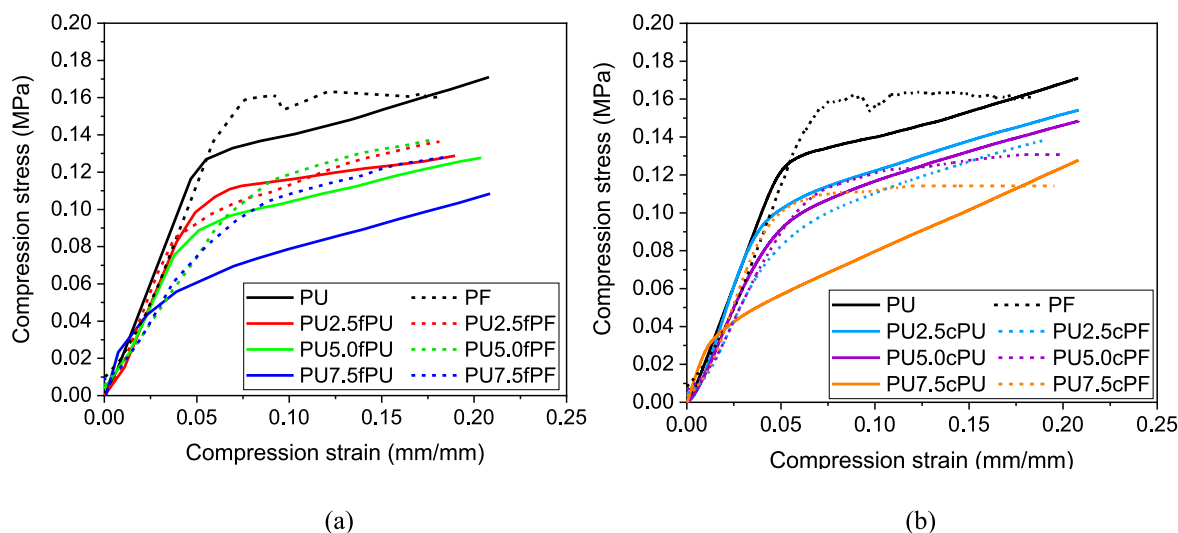 0.20
0.18
0.16
0.14
0.12
0.10
0.08
0.06
0.04
0.02
0.00
Compression stress (MPa)
0.00 0.05 0.10 0.15 0.20 0.25
Compression strain (mm/mm)
PU PF
PU2.5fPU PU2.5fPF
PU5.0fPU PU5.0fPF
PU7.5fPU PU7.5fPF
(a)
0.20
0.18
0.16
0.14
0.12
0.10
0.08
0.06
0.04
0.02
0.00
Compression stress (MPa)
0.00 0.05 0.10 0.15 0.20 0.25
Compression strain (mm/mm)
PU PF
PU2.5cPU PU2.5cPF
PU5.0cPU PU5.0cPF
PU7.5cPU PU7.5cPF
(b)